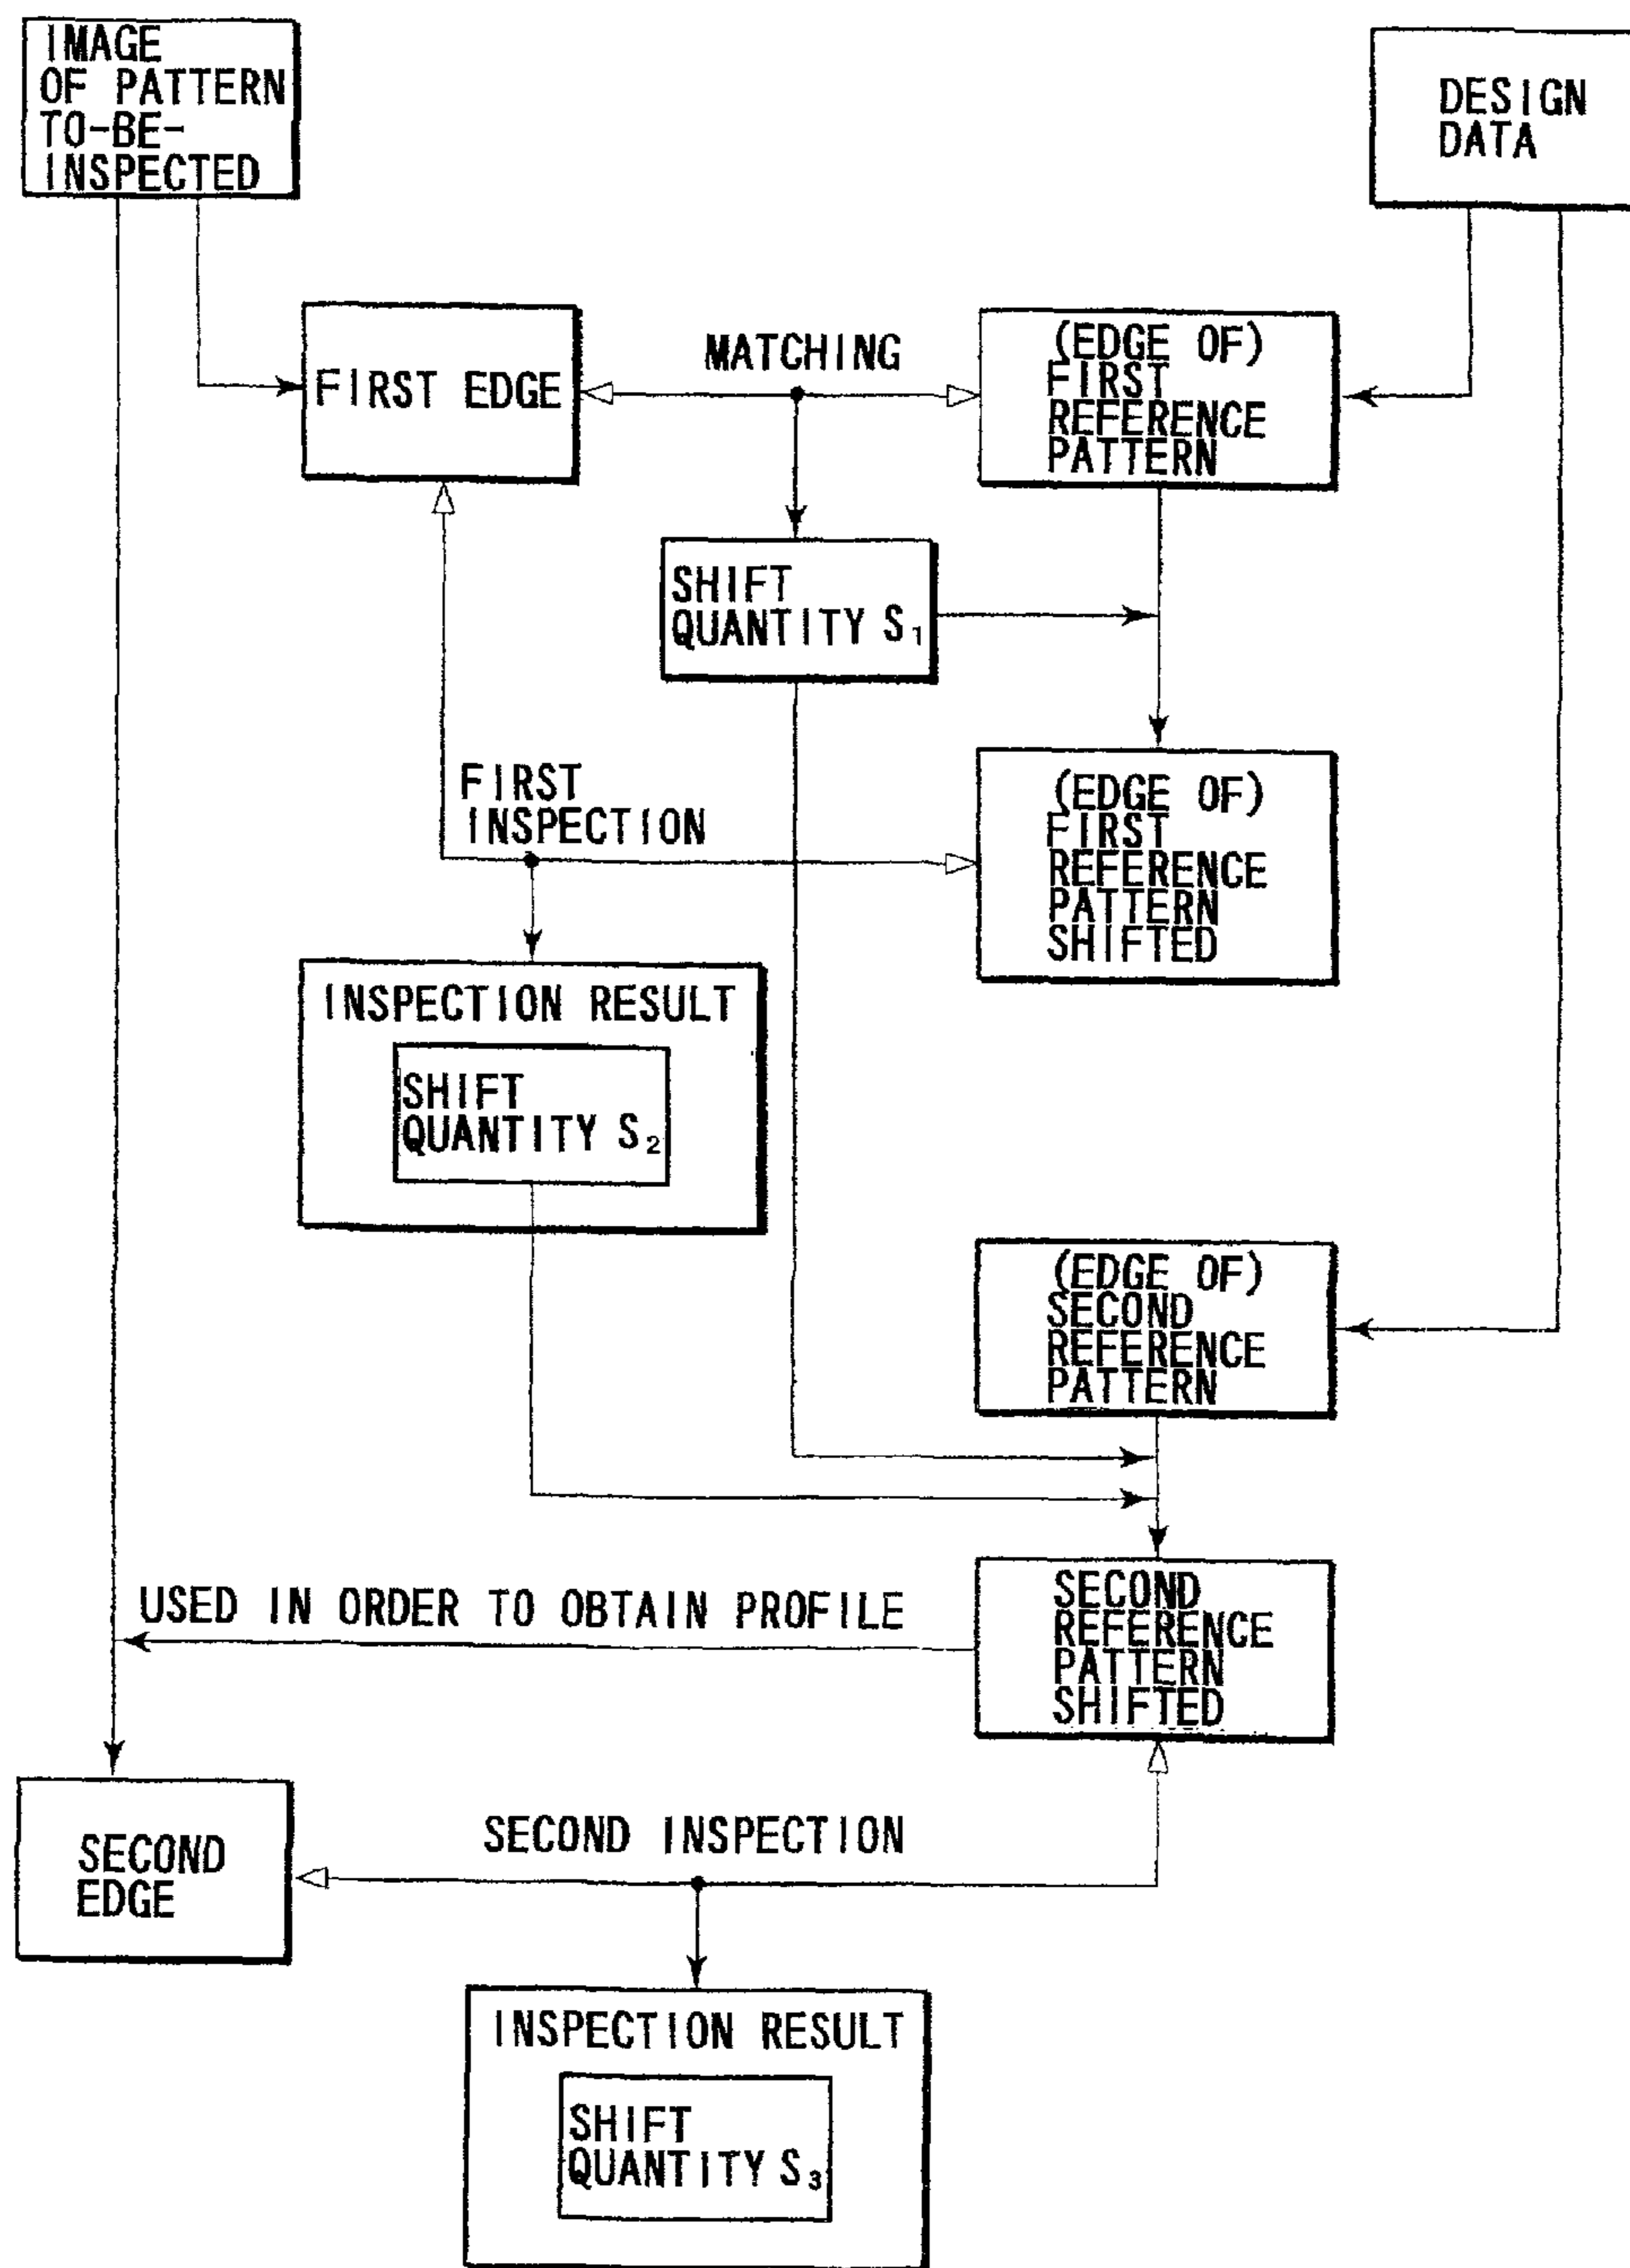 IMAGE
OF PATTERN
TO-BE-
INSPECTED
DESIGN
DATA
FIRST EDGE
MATCHING
(EDGE OF)
FIRST
REFERENCE
PATTERN
SHIFT
QUANTITY S₁
FIRST
INSPECTION
(EDGE OF)
FIRST
REFERENCE
PATTERN
SHIFTED
INSPECTION RESULT
SHIFT
QUANTITY S₂
(EDGE OF)
SECOND
REFERENCE
PATTERN
USED IN ORDER TO OBTAIN PROFILE
SECOND
REFERENCE
PATTERN
SHIFTED
SECOND
EDGE
SECOND INSPECTION
INSPECTION RESULT
SHIFT
QUANTITY S₃